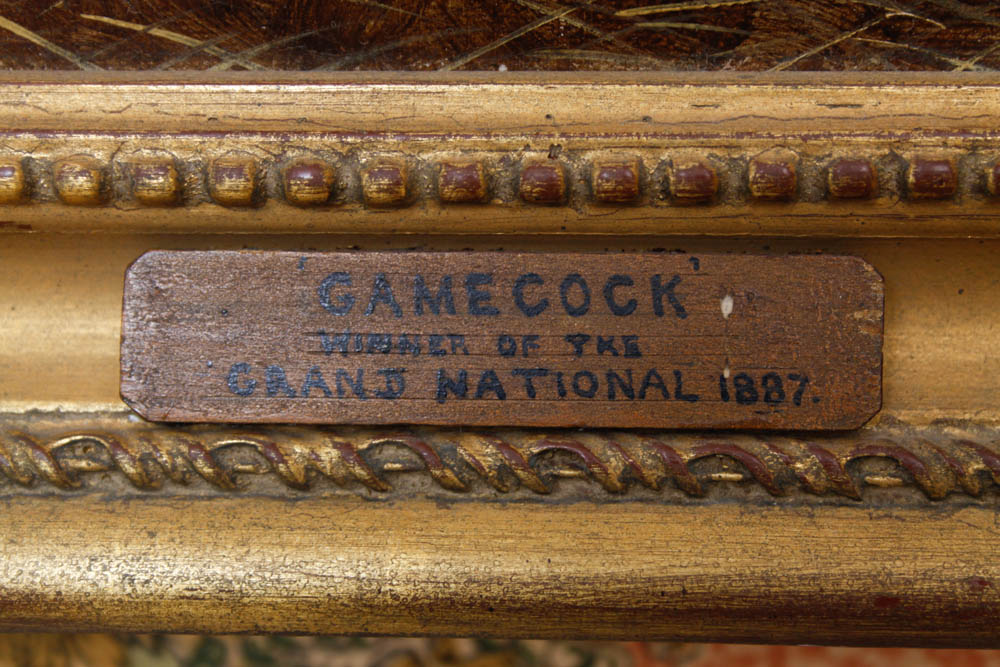 'GAMECOCK'
WINNER OF THE
GRAND NATIONAL 1887.